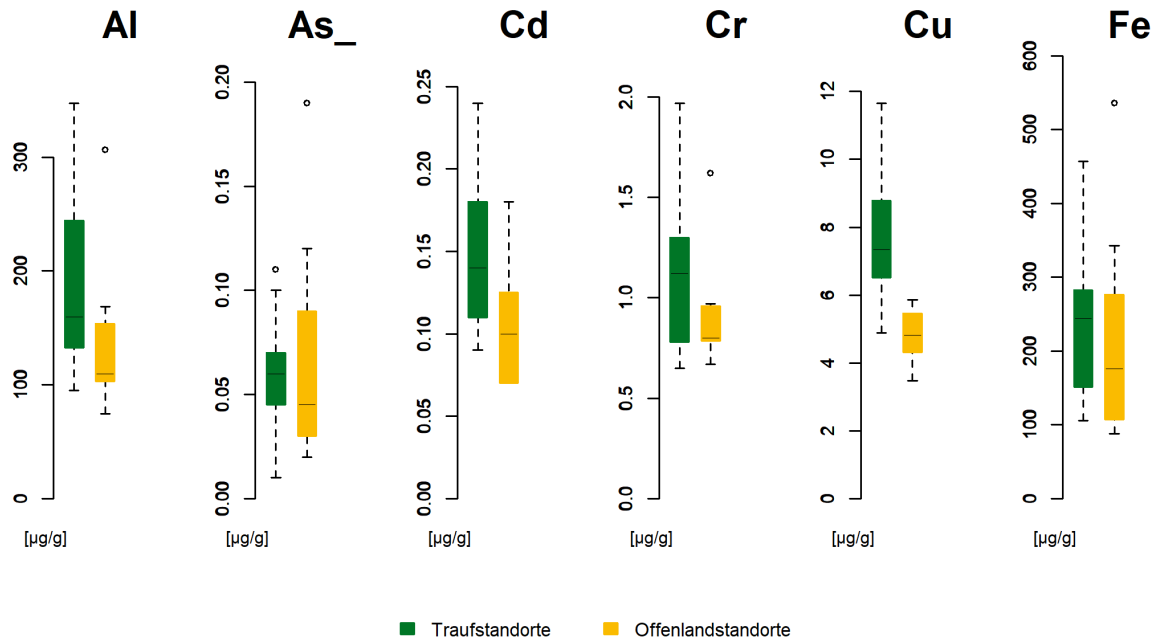 Al As_ Cd Cr Cu Fe
0 100 200 300
0.00 0.05 0.10 0.15 0.20
0.00 0.05 0.10 0.15 0.20 0.25
0.0 0.5 1.0 1.5 2.0
0 2 4 6 8 10 12
0 100 200 300 400 500 600
[µg/g] [µg/g] [µg/g] [µg/g] [µg/g] [µg/g]
Traufstandorte Offenlandstandorte